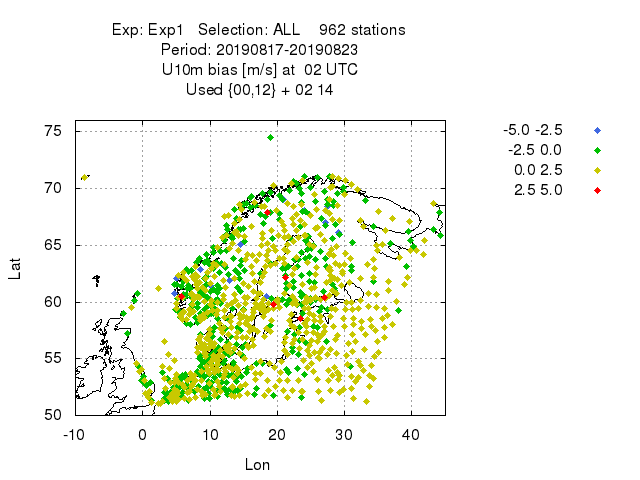 Exp: Exp1 Selection: ALL 962 stations
Period: 20190817-20190823
U10m bias [m/s] at 02 UTC
Used {00,12} + 02 14
-5.0 -2.5
-2.5 0.0
0.0 2.5
2.5 5.0
75
70
65
60
55
50
Lat
-10 0 10 20 30 40
Lon